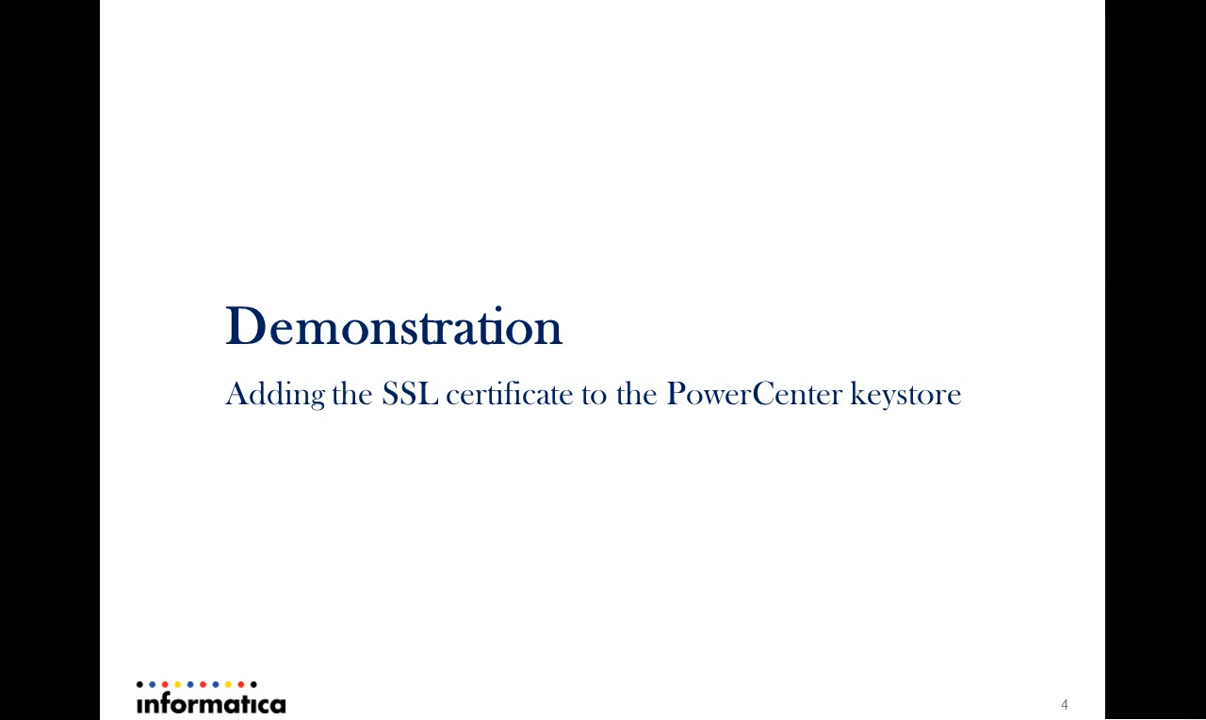 Demonstration
Adding the SSL certificate to the PowerCenter keystore
informatica
4